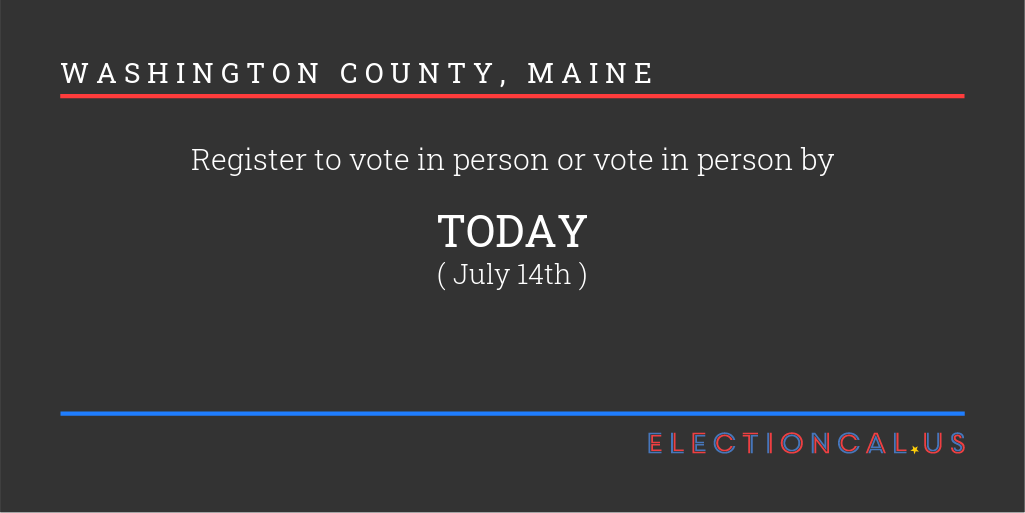 WASHINGTON COUNTY, MAINE
Register to vote in person or vote in person by
TODAY
( July 14th )
ELECTIONCAL.US